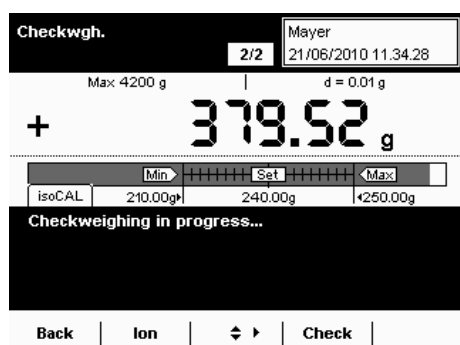 Checkwgh.
2/2
Mayer
21/06/2010 11.34.28
Max 4200 g
d = 0.01 g
+ 379.52 g
Min Set Max
isoCAL 210.00g 240.00g 250.00g
Checkweighing in progress...
Back Ion Check